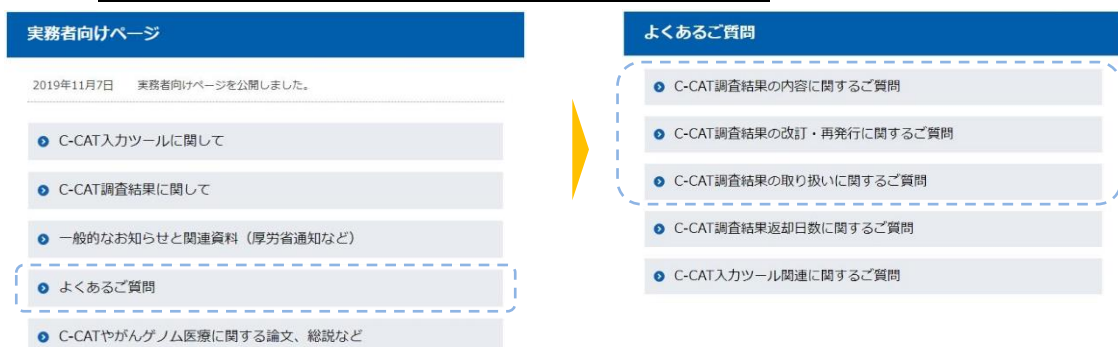 実務者向けページ
2019年11月7日 実務者向けページを公開しました。
C-CAT入力ツールに関して
C-CAT調査結果に関して
一般的なお知らせと関連資料（厚労省通知など）
よくあるご質問
C-CATやがんゲノム医療に関する論文、総説など
よくあるご質問
C-CAT調査結果の内容に関するご質問
C-CAT調査結果の改訂・再発行に関するご質問
C-CAT調査結果の取り扱いに関するご質問
C-CAT調査結果返却日数に関するご質問
C-CAT入力ツール関連に関するご質問